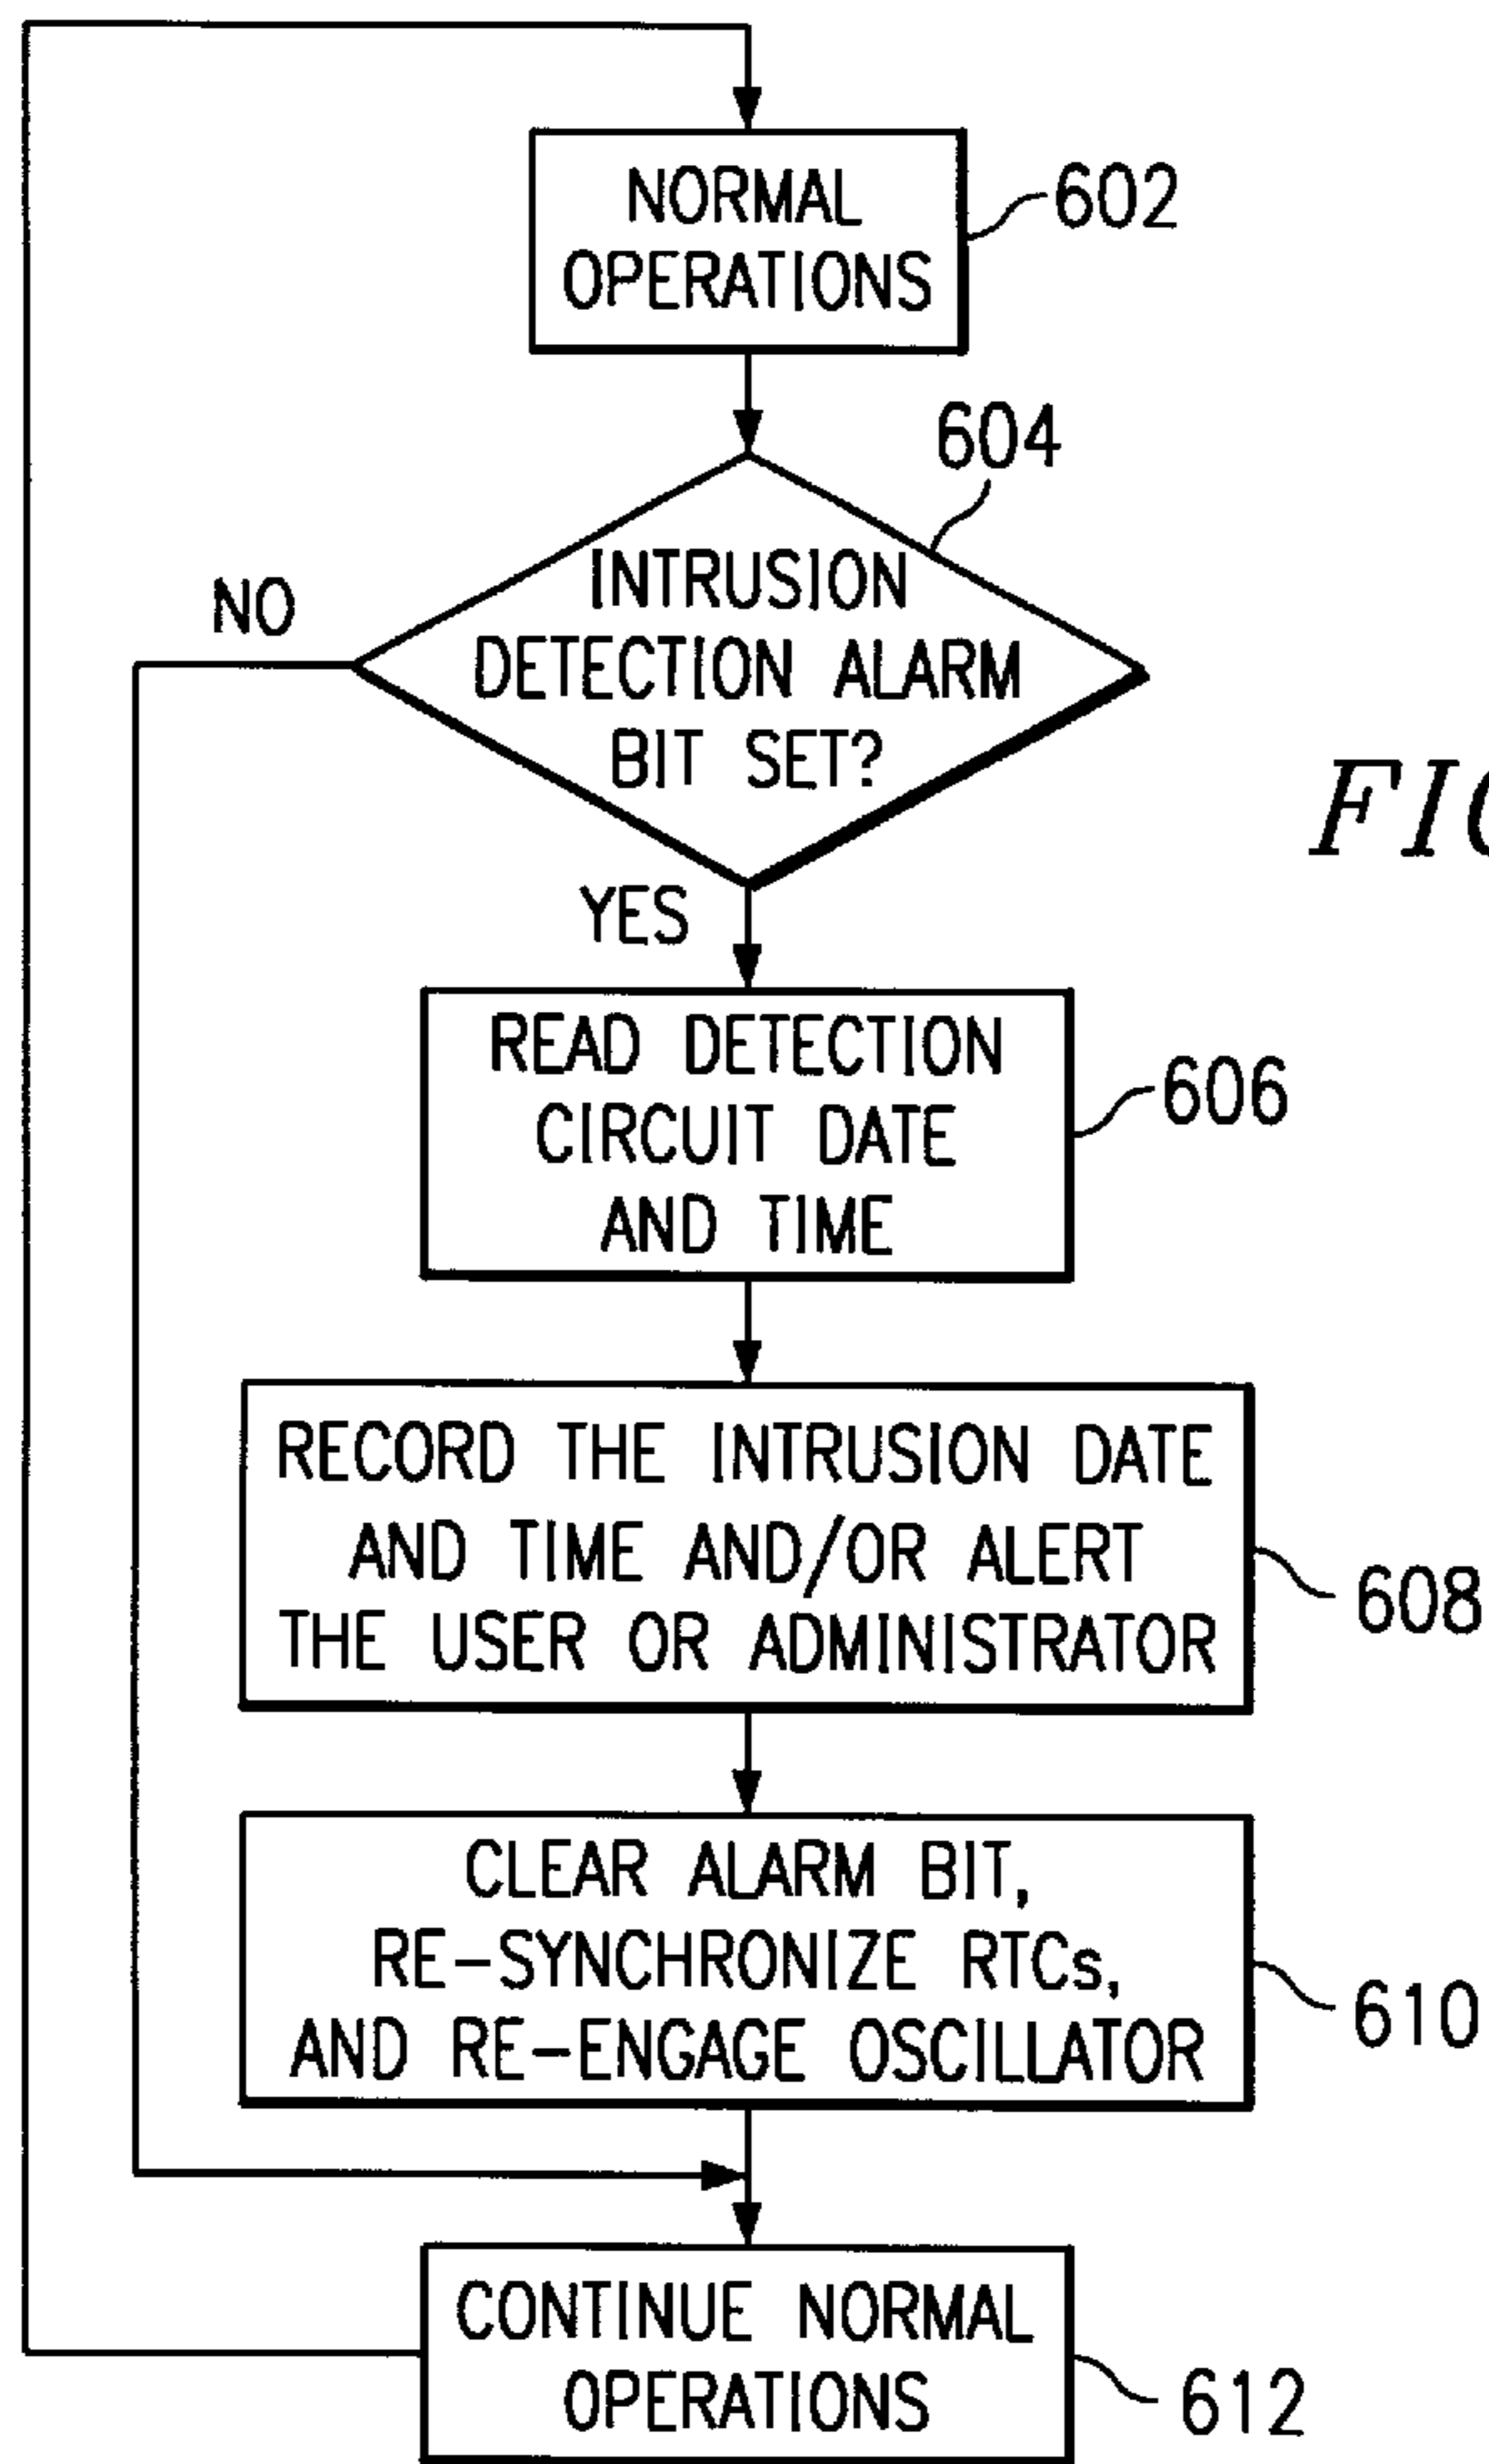 NORMAL
OPERATIONS
602
604
INTRUSION
DETECTION ALARM
BIT SET?
NO
YES
READ DETECTION
CIRCUIT DATE
AND TIME
606
RECORD THE INTRUSION DATE
AND TIME AND/OR ALERT
THE USER OR ADMINISTRATOR
608
CLEAR ALARM BIT,
RE-SYNCHRONIZE RTCs,
AND RE-ENGAGE OSCILLATOR
610
CONTINUE NORMAL
OPERATIONS
612